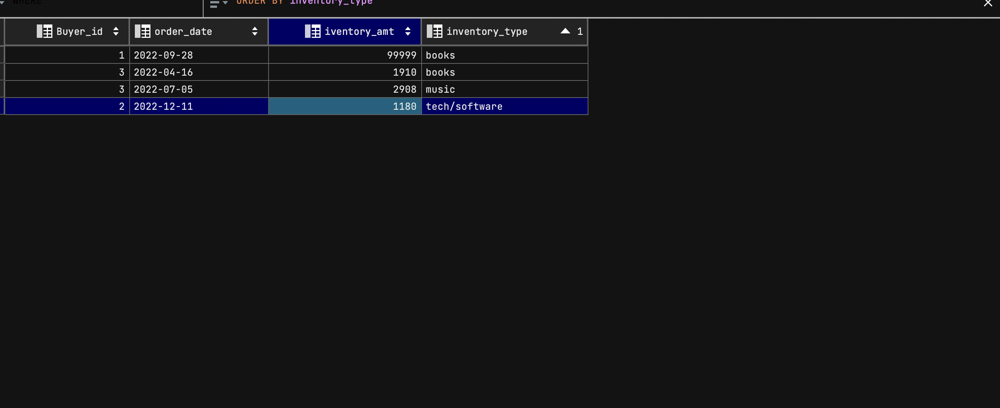 WHERE ORDER BY inventory_type
Buyer_id order_date iventory_amt inventory_type 1
1 2022-09-28 99999 books
3 2022-04-16 1910 books
3 2022-07-05 2908 music
2 2022-12-11 1180 tech/software